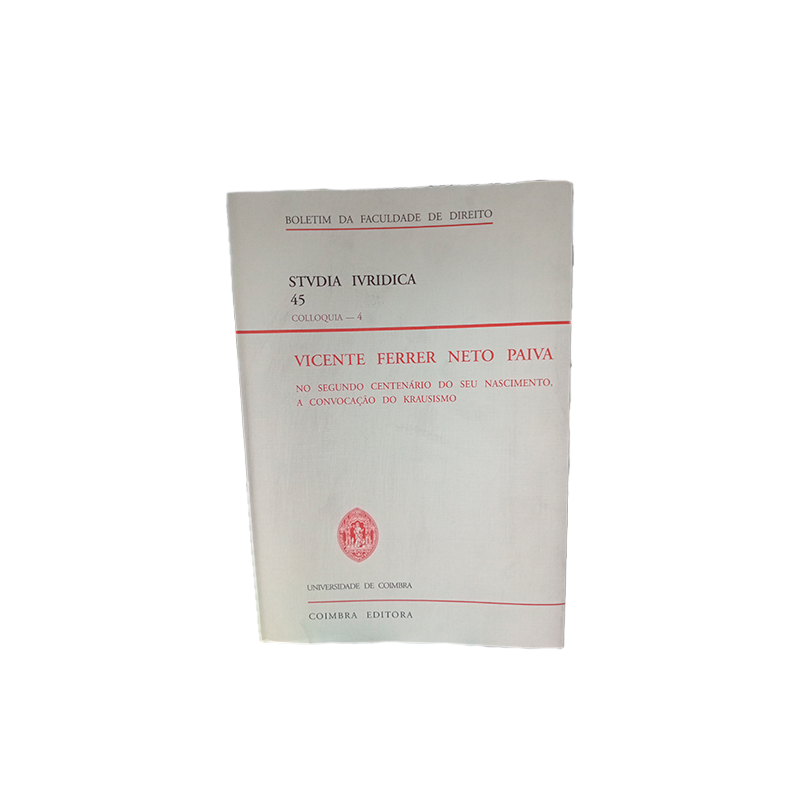 BOLETIM DA FACULDADE DE DIREITO
STVDIA IVRIDICA
45
COLLOQUIA — 4
VICENTE FERRER NETO PAIVA
NO SEGUNDO CENTENÁRIO DO SEU NASCIMENTO,
A CONVOCAÇÃO DO KRAUSISMO
UNIVERSIDADE DE COIMBRA
COIMBRA EDITORA